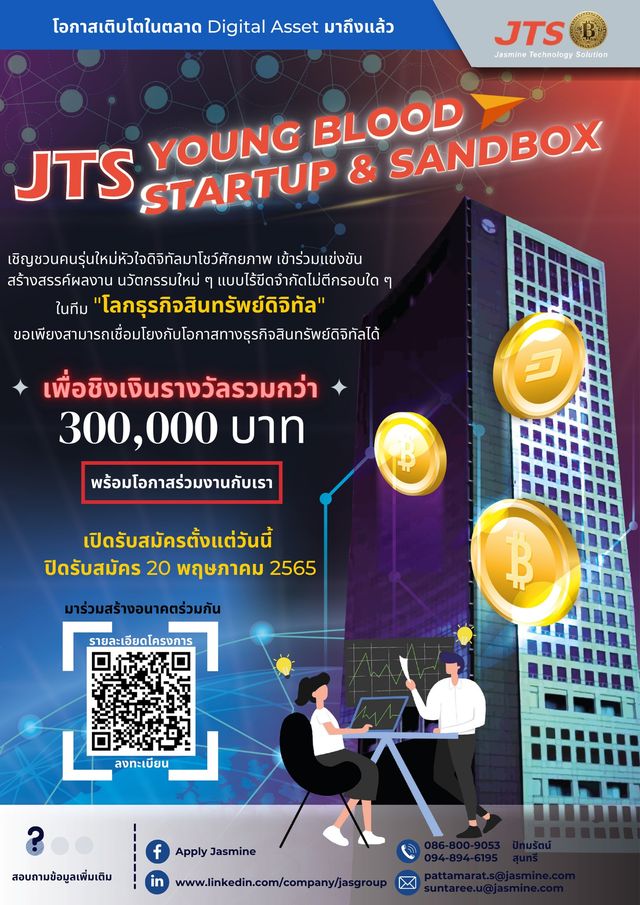 โอกาสเติบโตในตลาด Digital Asset มาถึงแล้ว
JTS
Jasmine Technology Solution
JTS YOUNG BLOOD
STARTUP & SANDBOX
เชิญชวนคนรุ่นใหม่หัวใจดิจิทัลมาโชว์ศักยภาพ เข้าร่วมแข่งขัน
สร้างสรรค์ผลงาน นวัตกรรมใหม่ ๆ แบบไร้ขีดจำกัดไม่ตีกรอบใด ๆ
ในทีม "โลกธุรกิจสินทรัพย์ดิจิทัล"
ขอเพียงสามารถเชื่อมโยงกับโอกาสทางธุรกิจสินทรัพย์ดิจิทัลได้
เพื่อชิงเงินรางวัลรวมกว่า
300,000 บาท
พร้อมโอกาสร่วมงานกับเรา
เปิดรับสมัครตั้งแต่วันนี้
ปิดรับสมัคร 20 พฤษภาคม 2565
มาร่วมสร้างอนาคตร่วมกัน
รายละเอียดโครงการ
ลงทะเบียน
สอบถามข้อมูลเพิ่มเติม
Apply Jasmine
www.linkedin.com/company/jasgroup
086-800-9053 ปัทมรัตน์
094-894-6195 สุนทรี
pattamarat.s@jasmine.com
suntaree.u@jasmine.com